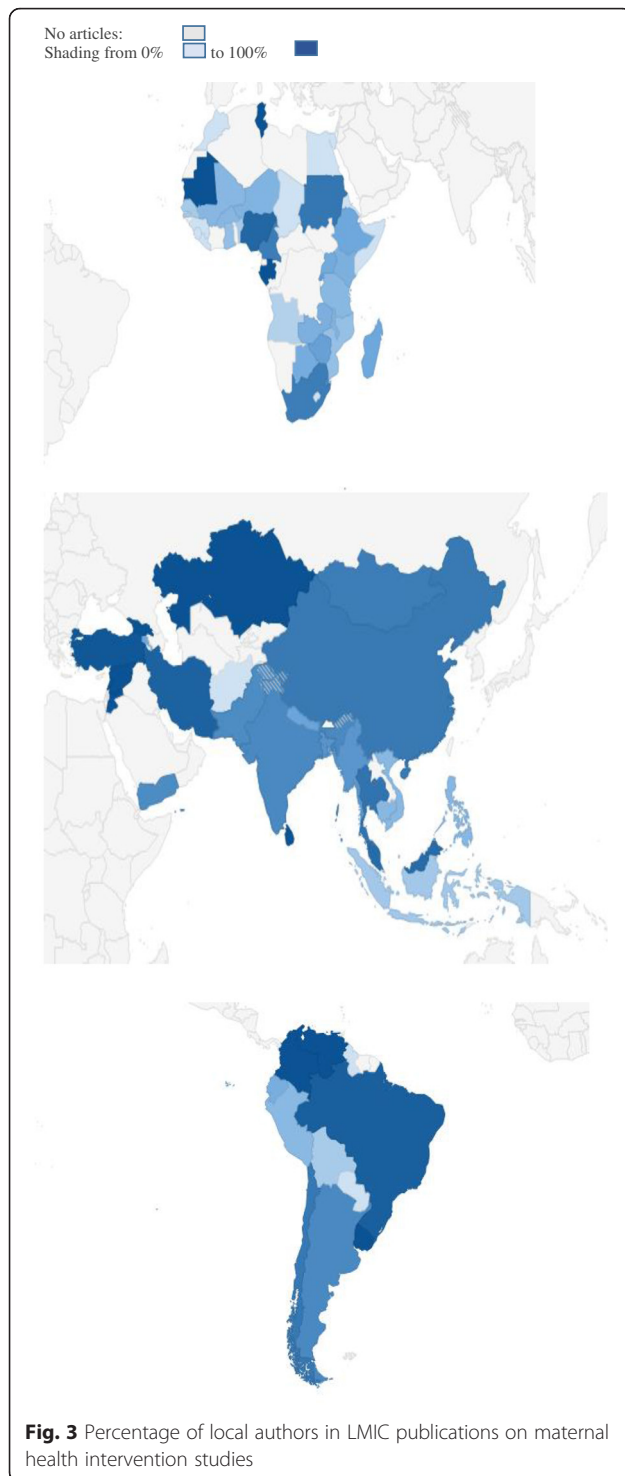 No articles:
Shading from 0% to 100%
Fig. 3 Percentage of local authors in LMIC publications on maternal
health intervention studies